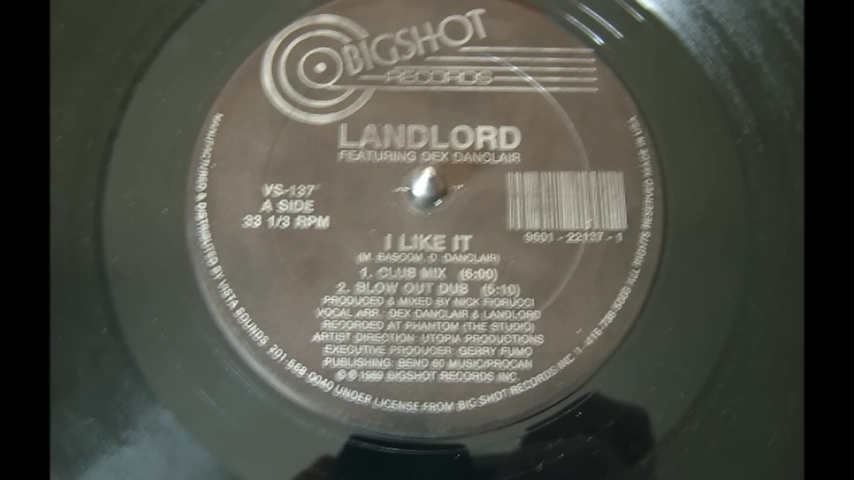 BIGSHOT
RECORDS
LANDLORD
FEATURING DEX DANCLAIR
VS-137
A SIDE
33 1/3 RPM
9601-22137-1
I LIKE IT
(M. BASCOM, D. DANCLAIR)
1. CLUB MIX (6:00)
2. BLOW OUT DUB (5:10)
PRODUCED & MIXED BY NICK FIORUCCI
VOCAL ARR.: DEX DANCLAIR & LANDLORD
RECORDED AT PHANTOM (THE STUDIO)
ARTIST DIRECTION: UTOPIA PRODUCTIONS
EXECUTIVE PRODUCER: GERRY FUMO
PUBLISHING: BEND 60 MUSIC/PROCAN
© ℗ 1989 BIGSHOT RECORDS INC
MANUFACTURED & DISTRIBUTED BY VISTA SOUNDS 201 568 0040 UNDER LICENSE FROM BIG SHOT RECORDS INC. ALL RIGHTS RESERVED MADE IN USA